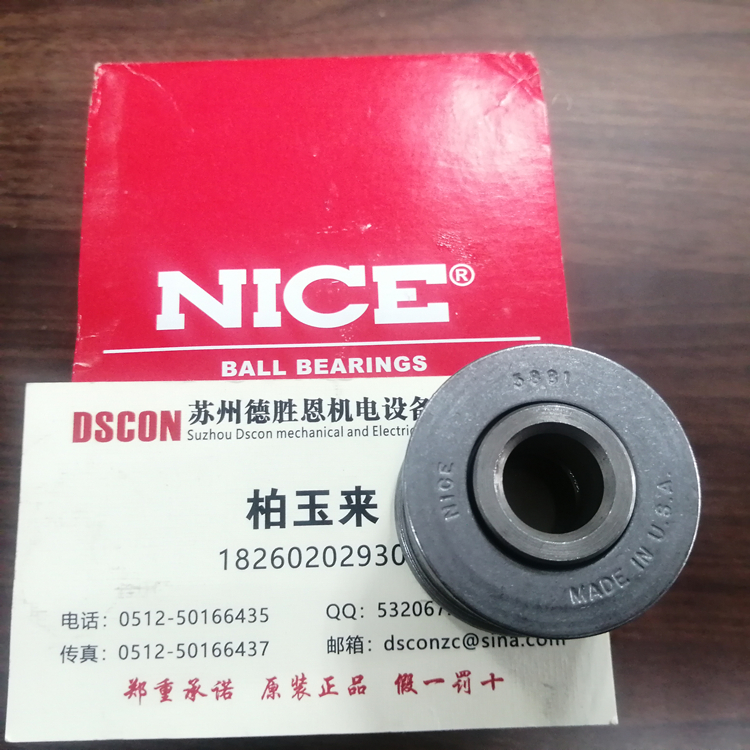 NICE®
BALL BEARINGS
DSCON 苏州德胜恩机电设备
Suzhou Dscon mechanical and Electric
柏玉来
18260202930
电话：0512-50166435
QQ：532067
传真：0512-50166437
邮箱：dsconzc@sina.com
郑重承诺 原装正品 假一罚十
NICE
MADE IN U.S.A.